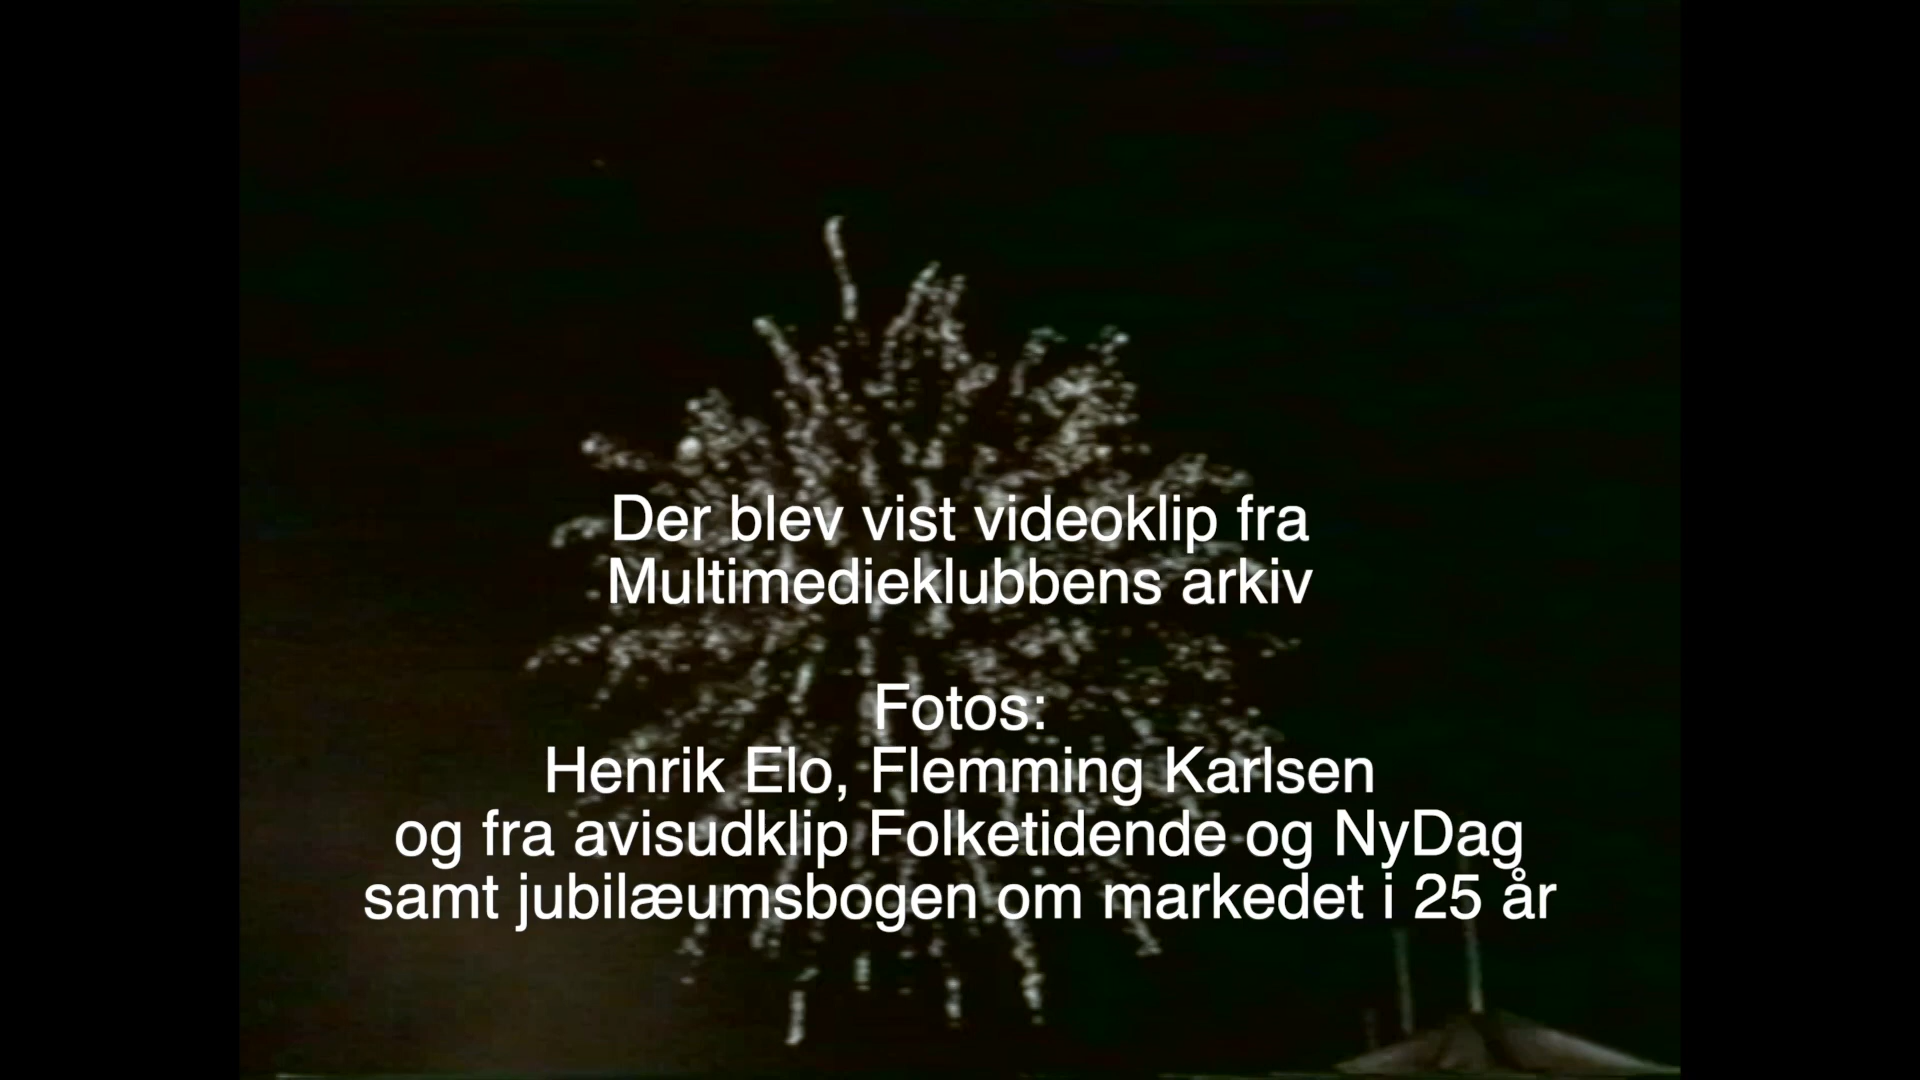 Der blev vist videoklip fra
Multimedieklubbens arkiv
Fotos:
Henrik Elo, Flemming Karlsen
og fra avisudklip Folketidende og NyDag
samt jubilæumsbogen om markedet i 25 år